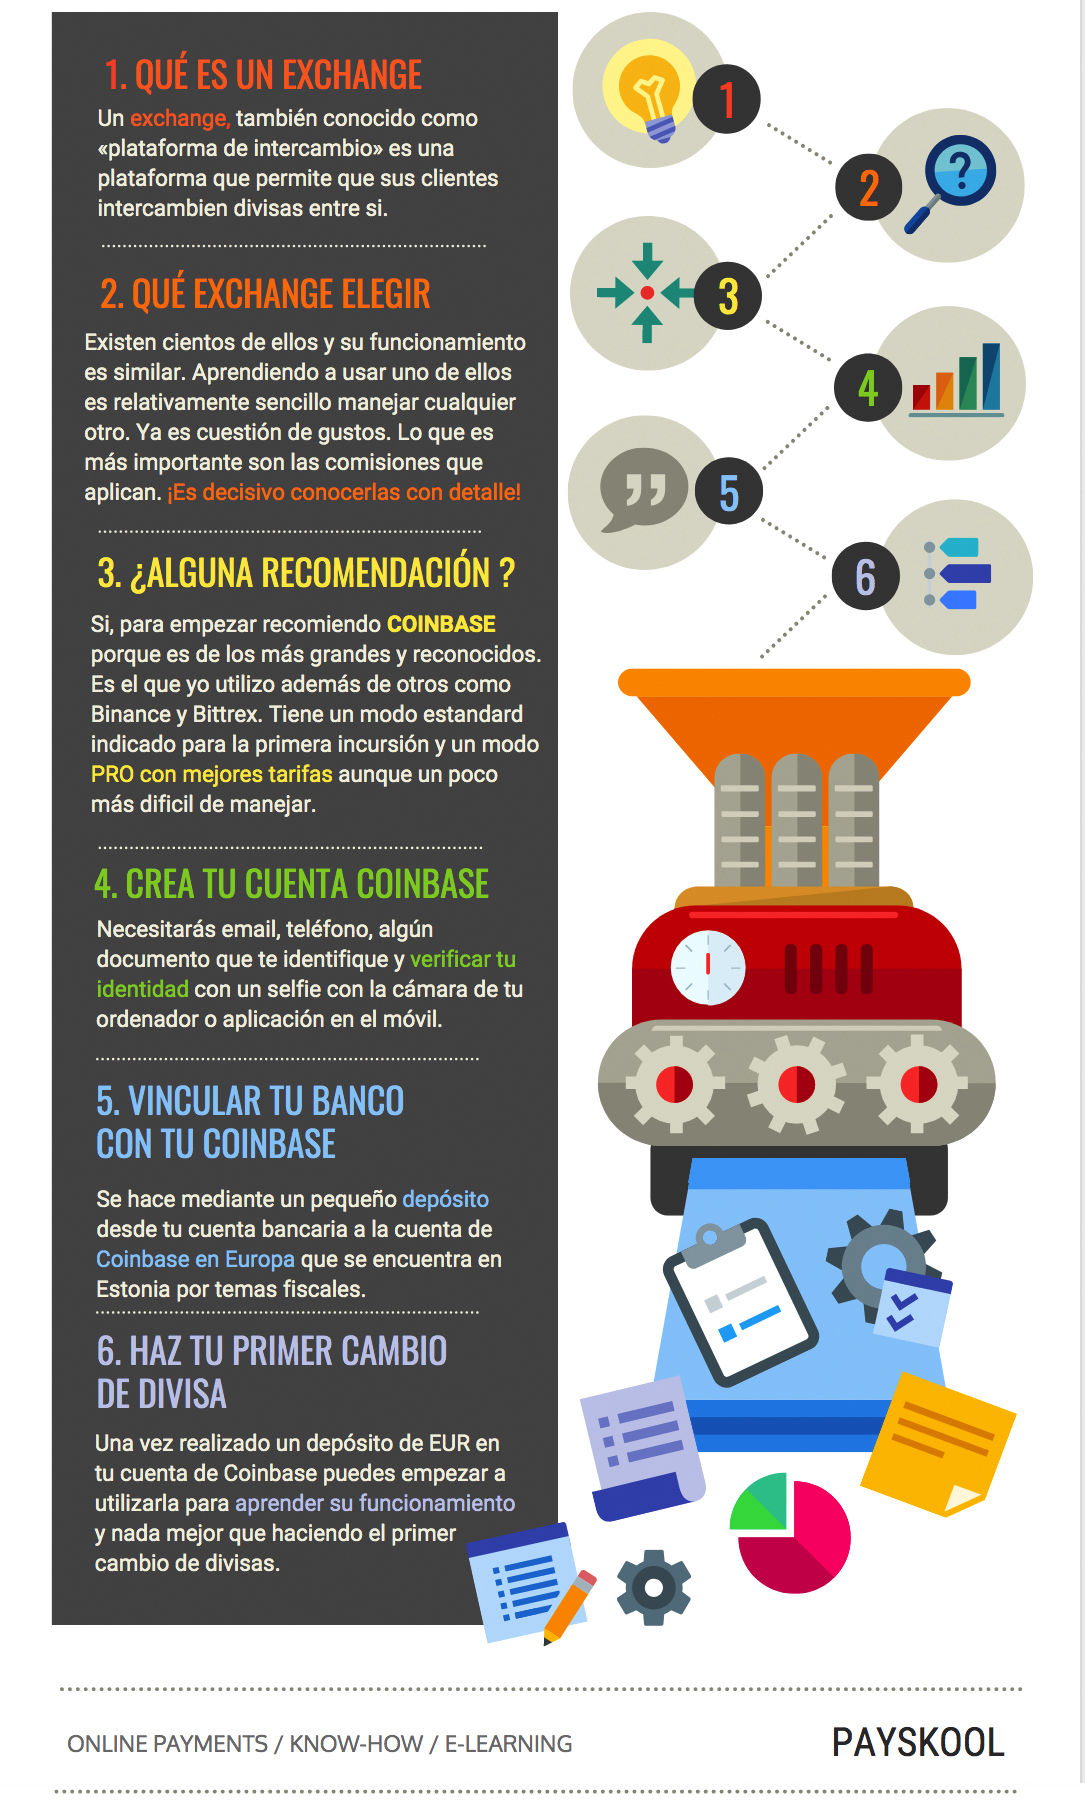 1. QUÉ ES UN EXCHANGE
Un exchange, también conocido como
«plataforma de intercambio» es una
plataforma que permite que sus clientes
intercambien divisas entre si.
2. QUÉ EXCHANGE ELEGIR
Existen cientos de ellos y su funcionamiento
es similar. Aprendiendo a usar uno de ellos
es relativamente sencillo manejar cualquier
otro. Ya es cuestión de gustos. Lo que es
más importante son las comisiones que
aplican. ¡Es decisivo conocerlas con detalle!
3. ¿ALGUNA RECOMENDACIÓN ?
Si, para empezar recomiendo COINBASE
porque es de los más grandes y reconocidos.
Es el que yo utilizo además de otros como
Binance y Bittrex. Tiene un modo estandard
indicado para la primera incursión y un modo
PRO con mejores tarifas aunque un poco
más dificil de manejar.
4. CREA TU CUENTA COINBASE
Necesitarás email, teléfono, algún
documento que te identifique y verificar tu
identidad con un selfie con la cámara de tu
ordenador o aplicación en el móvil.
5. VINCULAR TU BANCO
CON TU COINBASE
Se hace mediante un pequeño depósito
desde tu cuenta bancaria a la cuenta de
Coinbase en Europa que se encuentra en
Estonia por temas fiscales.
6. HAZ TU PRIMER CAMBIO
DE DIVISA
Una vez realizado un depósito de EUR en
tu cuenta de Coinbase puedes empezar a
utilizarla para aprender su funcionamiento
y nada mejor que haciendo el primer
cambio de divisas.
1
2
?
3
4
5
6
ONLINE PAYMENTS / KNOW-HOW / E-LEARNING
PAYSKOOL